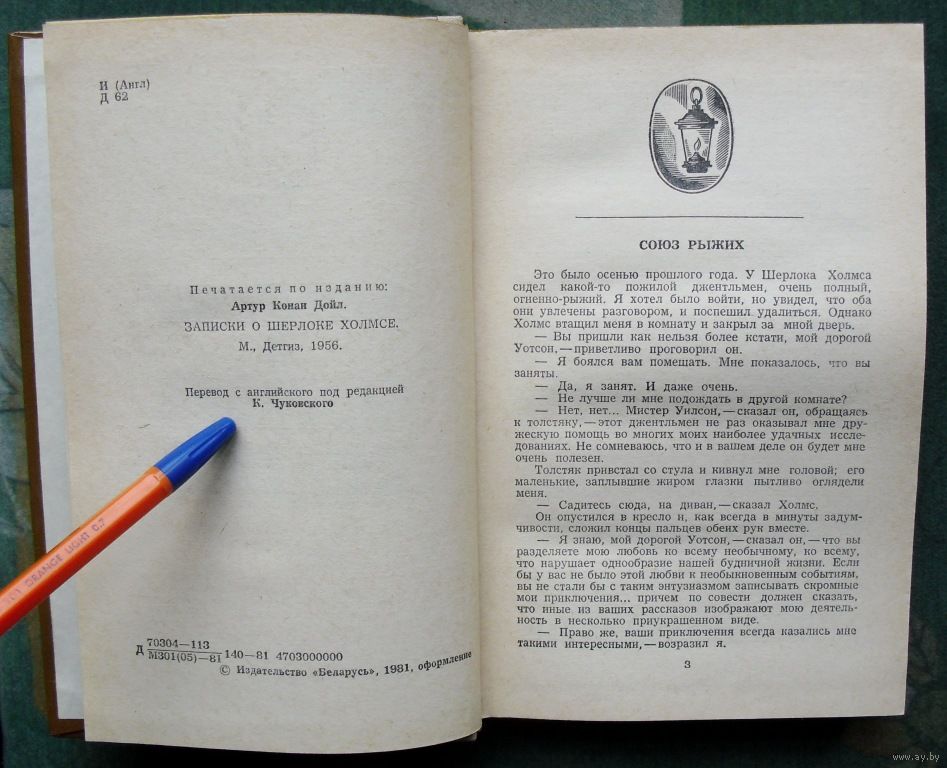 И (Англ)
Д 62
Печатается по изданию:
Артур Конан Дойл.
ЗАПИСКИ О ШЕРЛОКЕ ХОЛМСЕ.
М., Детгиз, 1956.
Перевод с английского под редакцией
К. Чуковского
ORANGE LIGHT 0.7
Д 70304—113
М301(05)—81 140—81 4703000000
© Издательство «Беларусь», 1981, оформление
СОЮЗ РЫЖИХ
Это было осенью прошлого года. У Шерлока Холмса
сидел какой-то пожилой джентльмен, очень полный,
огненно-рыжий. Я хотел было войти, но увидел, что оба
они увлечены разговором, и поспешил удалиться. Однако
Холмс втащил меня в комнату и закрыл за мной дверь.
— Вы пришли как нельзя более кстати, мой дорогой
Уотсон,—приветливо проговорил он.
— Я боялся вам помешать. Мне показалось, что вы
заняты.
— Да, я занят. И даже очень.
— Не лучше ли мне подождать в другой комнате?
— Нет, нет... Мистер Уилсон,—сказал он, обращаясь
к толстяку,—этот джентльмен не раз оказывал мне дру-
жескую помощь во многих моих наиболее удачных иссле-
дованиях. Не сомневаюсь, что и в вашем деле он будет мне
очень полезен.
Толстяк привстал со стула и кивнул мне головой; его
маленькие, заплывшие жиром глазки пытливо оглядели
меня.
— Садитесь сюда, на диван,—сказал Холмс.
Он опустился в кресло и, как всегда в минуты задум-
чивости, сложил концы пальцев обеих рук вместе.
— Я знаю, мой дорогой Уотсон,—сказал он,—что вы
разделяете мою любовь ко всему необычному, ко всему,
что нарушает однообразие нашей будничной жизни. Если
бы у вас не было этой любви к необыкновенным событиям,
вы не стали бы с таким энтузиазмом записывать скромные
мои приключения... причем по совести должен сказать,
что иные из ваших рассказов изображают мою деятель-
ность в несколько приукрашенном виде.
— Право же, ваши приключения всегда казались мне
такими интересными,—возразил я.
3
www.ay.by